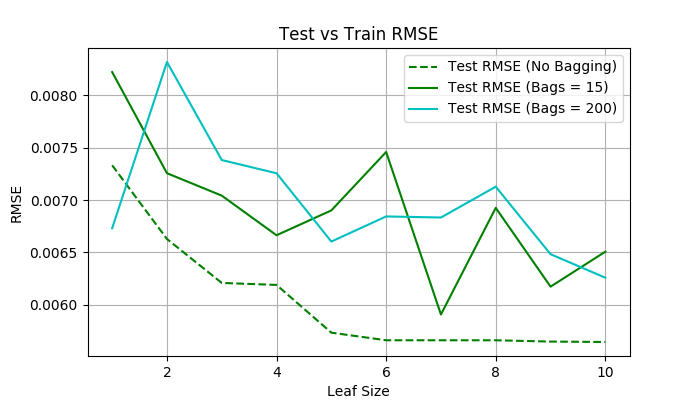 Test vs Train RMSE
Test RMSE (No Bagging)
Test RMSE (Bags = 15)
Test RMSE (Bags = 200)
RMSE
0.0080
0.0075
0.0070
0.0065
0.0060
2 4 6 8 10
Leaf Size